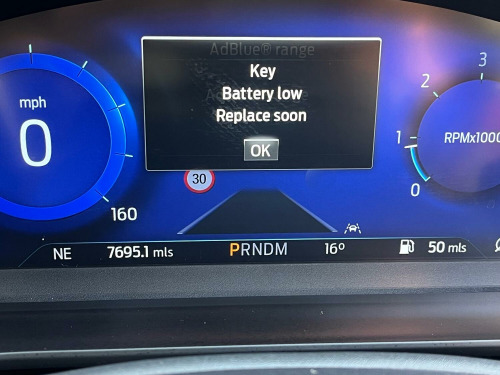 AdBlue® range
Key
Battery low
Replace soon
OK
mph
0
160
30
3
2
1
0
RPMx1000
NE 7695.1 mls PRNDM 16° 50 mls